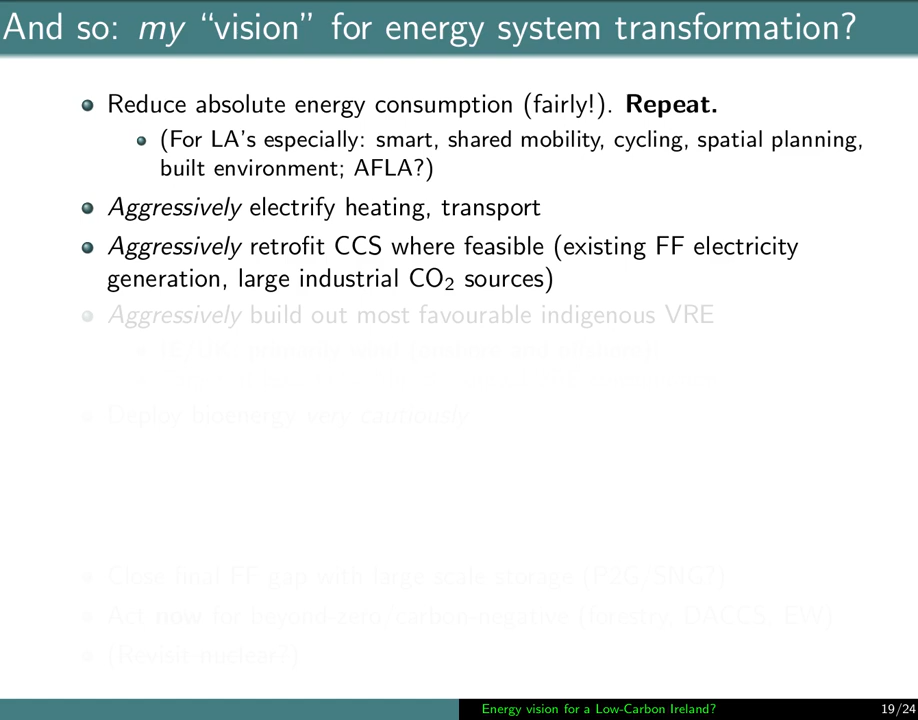 And so: my “vision” for energy system transformation?
Reduce absolute energy consumption (fairly!). Repeat.
(For LA's especially: smart, shared mobility, cycling, spatial planning,
built environment; AFLA?)
Aggressively electrify heating, transport
Aggressively retrofit CCS where feasible (existing FF electricity
generation, large industrial CO2 sources)
Aggressively build out most favourable indigenous VRE
Deploy bioenergy very cautiously
Close final FF gap with large scale storage (P2G/SNG?)
Act now for beyond-zero/carbon-negative (forestry, DACCS, EW)
(Revisit nuclear?)
Energy vision for a Low-Carbon Ireland?
19/24